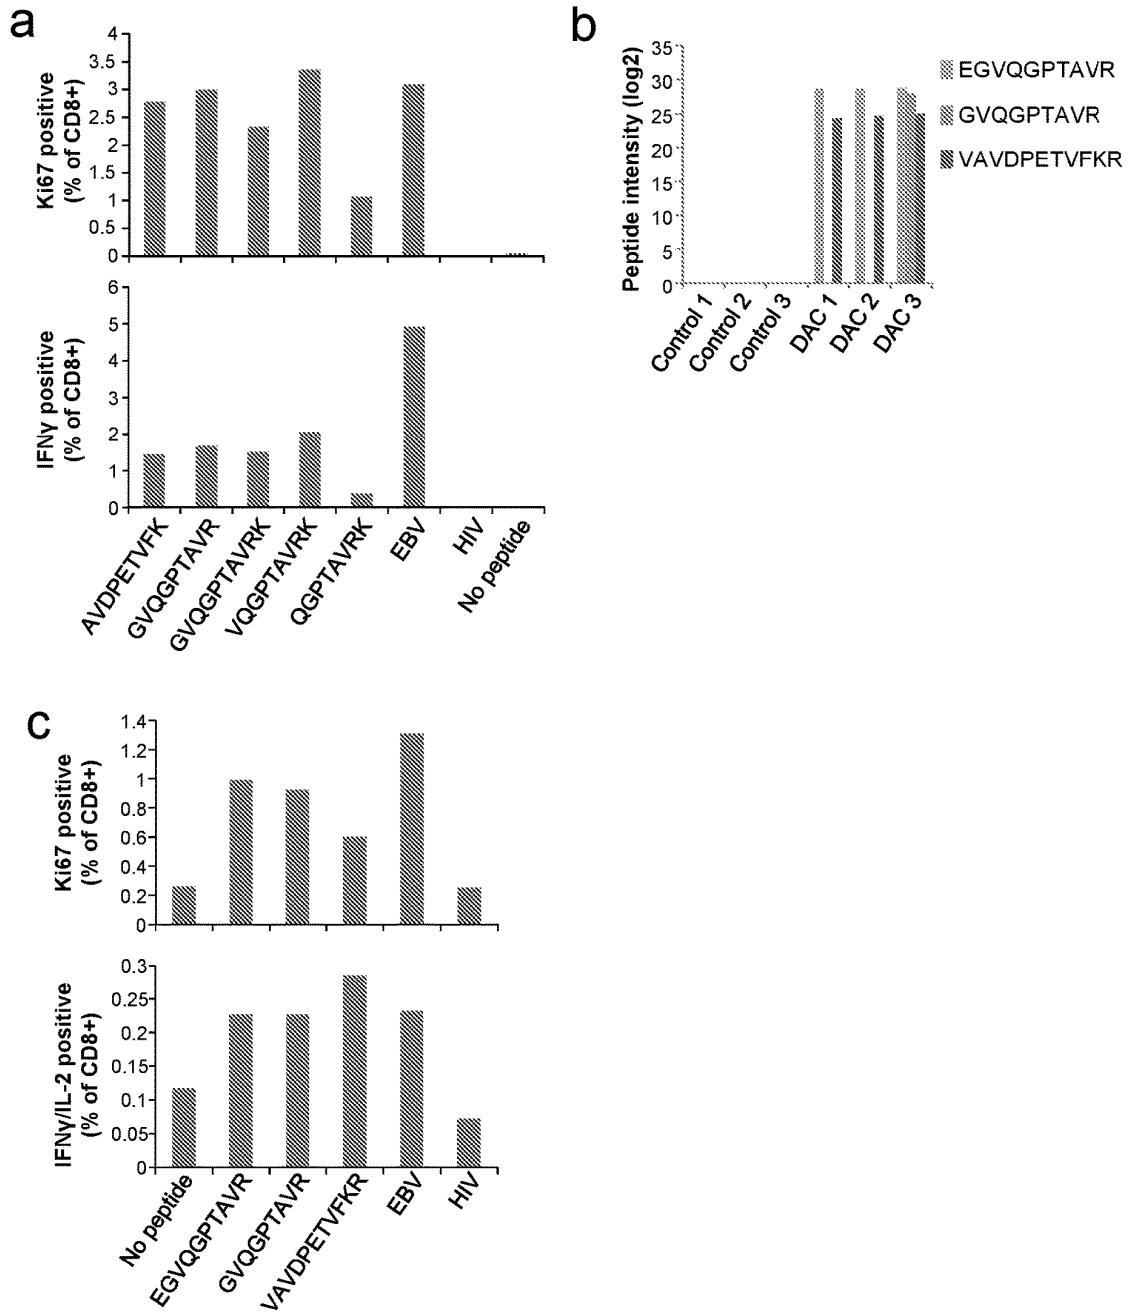 a
Ki67 positive
(% of CD8+)
4
3.5
3
2.5
2
1.5
1
0.5
0
IFNγ positive
(% of CD8+)
6
5
4
3
2
1
0
AVDPETVFK
GVQGPTAVR
GVQGPTAVRK
VQGPTAVRK
QGPTAVRK
EBV
HIV
No peptide
b
Peptide intensity (log2)
35
30
25
20
15
10
5
0
Control 1
Control 2
Control 3
DAC 1
DAC 2
DAC 3
EGVQGPTAVR
GVQGPTAVR
VAVDPETVFKR
c
Ki67 positive
(% of CD8+)
1.4
1.2
1
0.8
0.6
0.4
0.2
0
IFNγ/IL-2 positive
(% of CD8+)
0.3
0.25
0.2
0.15
0.1
0.05
0
No peptide
EGVQGPTAVR
GVQGPTAVR
VAVDPETVFKR
EBV
HIV